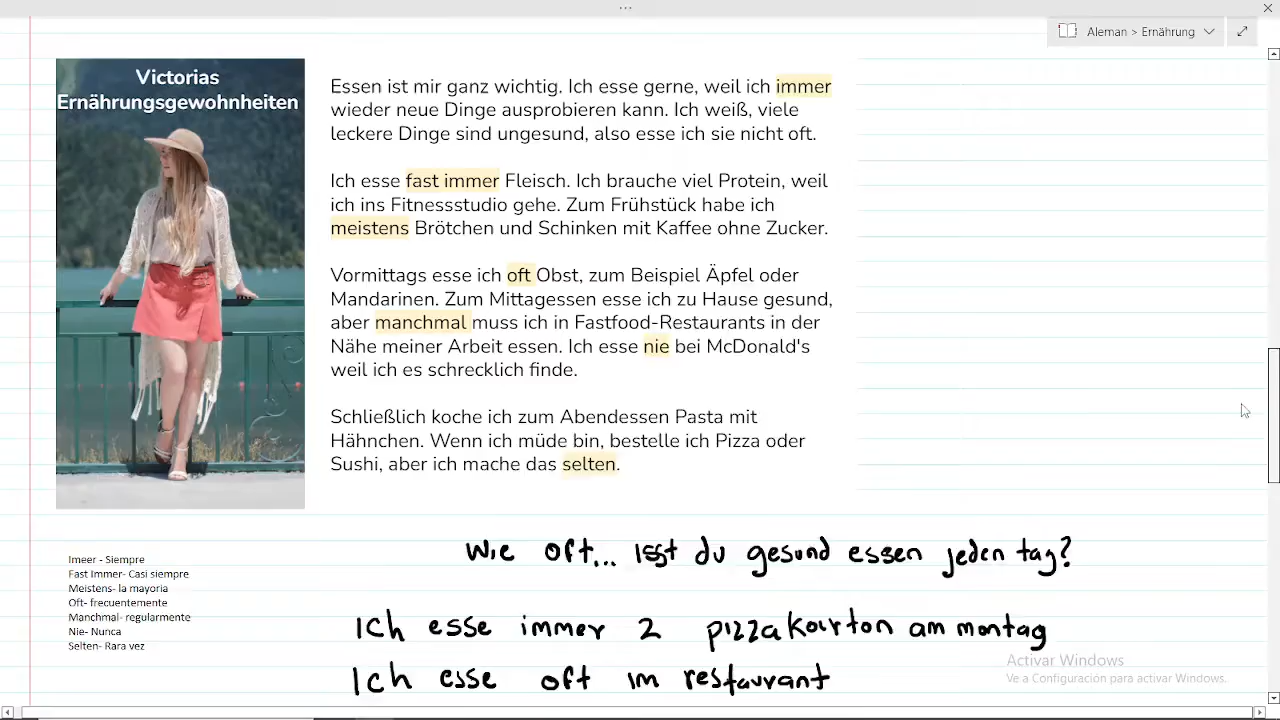 ...
Aleman > Ernährung
Victorias
Ernährungsgewohnheiten
Essen ist mir ganz wichtig. Ich esse gerne, weil ich immer
wieder neue Dinge ausprobieren kann. Ich weiß, viele
leckere Dinge sind ungesund, also esse ich sie nicht oft.
Ich esse fast immer Fleisch. Ich brauche viel Protein, weil
ich ins Fitnessstudio gehe. Zum Frühstück habe ich
meistens Brötchen und Schinken mit Kaffee ohne Zucker.
Vormittags esse ich oft Obst, zum Beispiel Äpfel oder
Mandarinen. Zum Mittagessen esse ich zu Hause gesund,
aber manchmal muss ich in Fastfood-Restaurants in der
Nähe meiner Arbeit essen. Ich esse nie bei McDonald's
weil ich es schrecklich finde.
Schließlich koche ich zum Abendessen Pasta mit
Hähnchen. Wenn ich müde bin, bestelle ich Pizza oder
Sushi, aber ich mache das selten.
Imeer - Siempre
Fast Immer- Casi siempre
Meistens- la mayoria
Oft- frecuentemente
Manchmal- regularmente
Nie- Nunca
Selten- Rara vez
Wie oft... isst du gesund essen jeden tag?
Ich esse immer 2 pizzakarton am montag
Ich esse oft im restaurant
Activar Windows
Ve a Configuración para activar Windows.